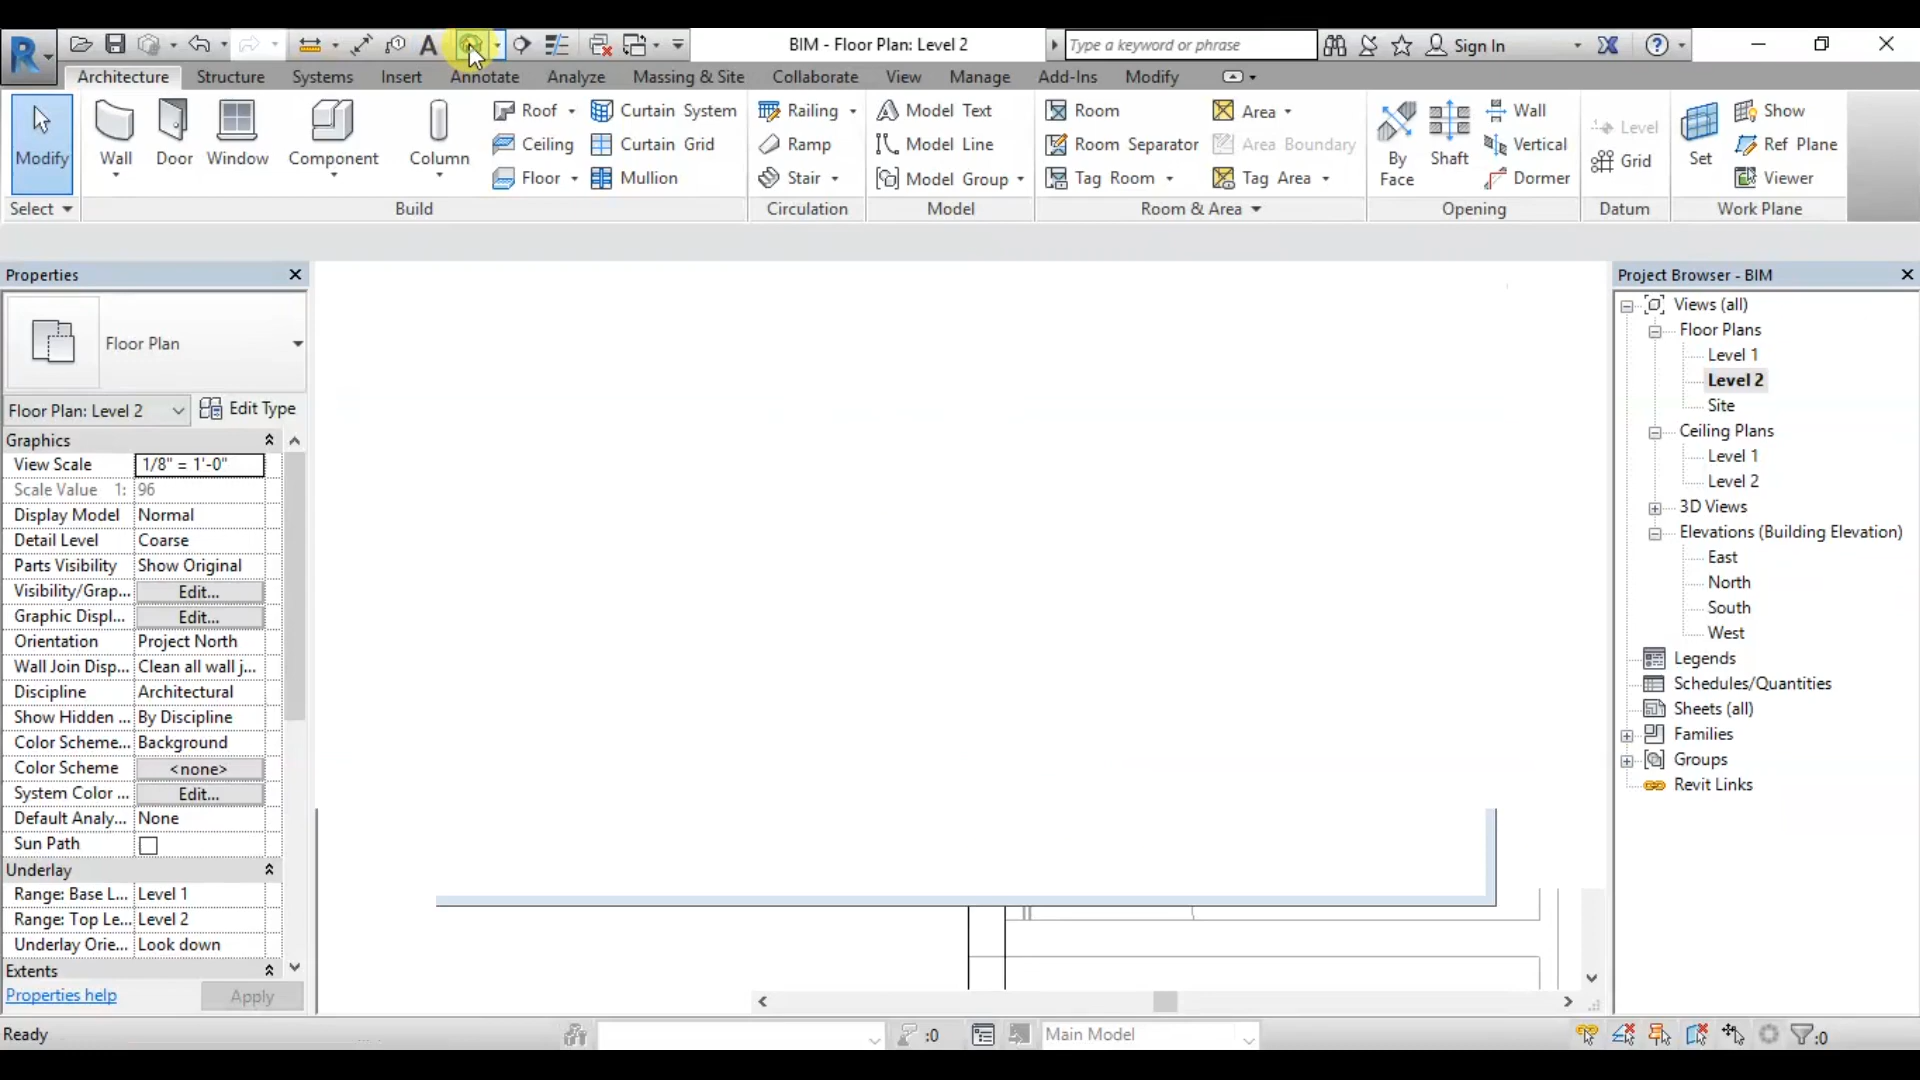 BIM - Floor Plan: Level 2
Type a keyword or phrase
Sign In
Architecture Structure Systems Insert Annotate Analyze Massing & Site Collaborate View Manage Add-Ins Modify
Modify
Wall
Door
Window
Component
Column
Roof
Ceiling
Floor
Curtain System
Curtain Grid
Mullion
Railing
Ramp
Stair
Model Text
Model Line
Model Group
Room
Room Separator
Tag Room
Area
Area Boundary
Tag Area
By Face
Shaft
Wall
Vertical
Dormer
Level
Grid
Set
Show
Ref Plane
Viewer
Select Build Circulation Model Room & Area Opening Datum Work Plane
Properties
Floor Plan
Floor Plan: Level 2 Edit Type
Graphics
View Scale 1/8" = 1'-0"
Scale Value 1: 96
Display Model Normal
Detail Level Coarse
Parts Visibility Show Original
Visibility/Grap... Edit...
Graphic Displ... Edit...
Orientation Project North
Wall Join Disp... Clean all wall j...
Discipline Architectural
Show Hidden ... By Discipline
Color Scheme... Background
Color Scheme <none>
System Color ... Edit...
Default Analy... None
Sun Path
Underlay
Range: Base L... Level 1
Range: Top Le... Level 2
Underlay Orie... Look down
Extents
Properties help Apply
Project Browser - BIM
Views (all)
Floor Plans
Level 1
Level 2
Site
Ceiling Plans
Level 1
Level 2
3D Views
Elevations (Building Elevation)
East
North
South
West
Legends
Schedules/Quantities
Sheets (all)
Families
Groups
Revit Links
Ready
:0
Main Model
:0